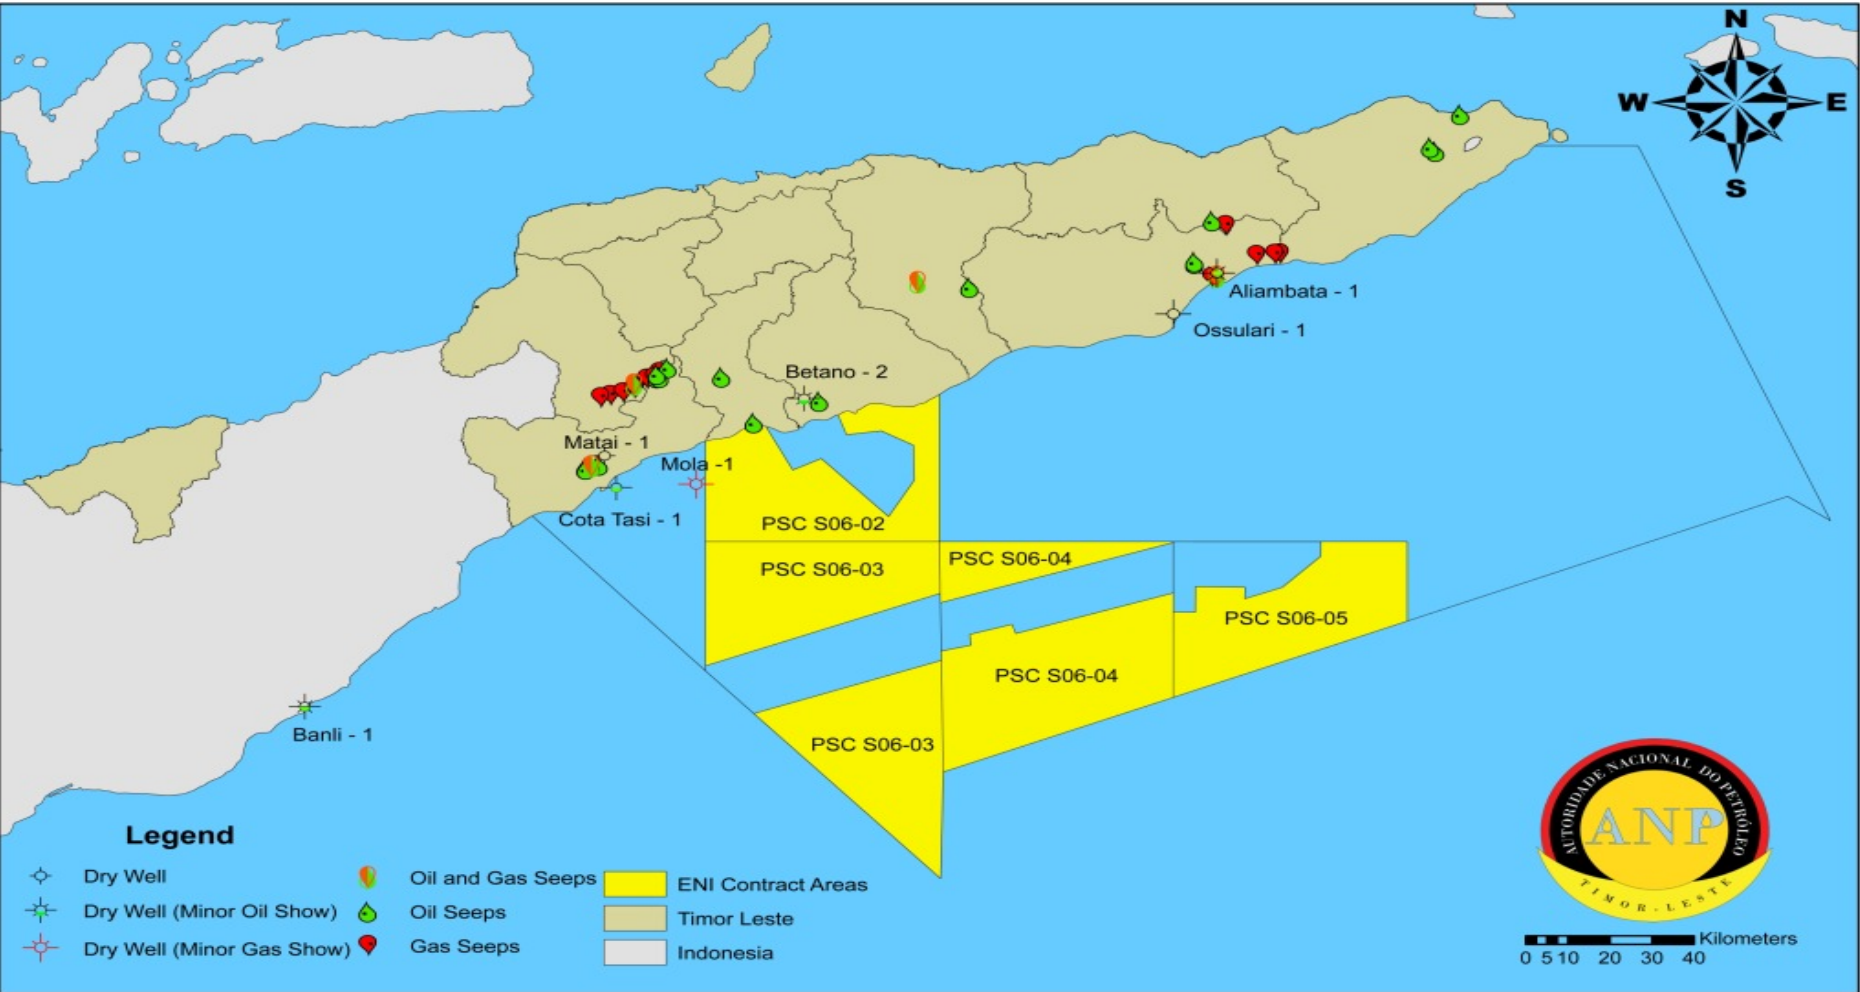 N
W E
S
Aliambata - 1
Ossulari - 1
Betano - 2
Matai - 1
Mola -1
Cota Tasi - 1
PSC S06-02
PSC S06-03
PSC S06-04
PSC S06-05
PSC S06-04
PSC S06-03
Banli - 1
Legend
Dry Well
Dry Well (Minor Oil Show)
Dry Well (Minor Gas Show)
Oil and Gas Seeps
Oil Seeps
Gas Seeps
ENI Contract Areas
Timor Leste
Indonesia
AUTORIDADE NACIONAL DO PETRÓLEO
ANP
TIMOR - LESTE
Kilometers
0 5 10 20 30 40